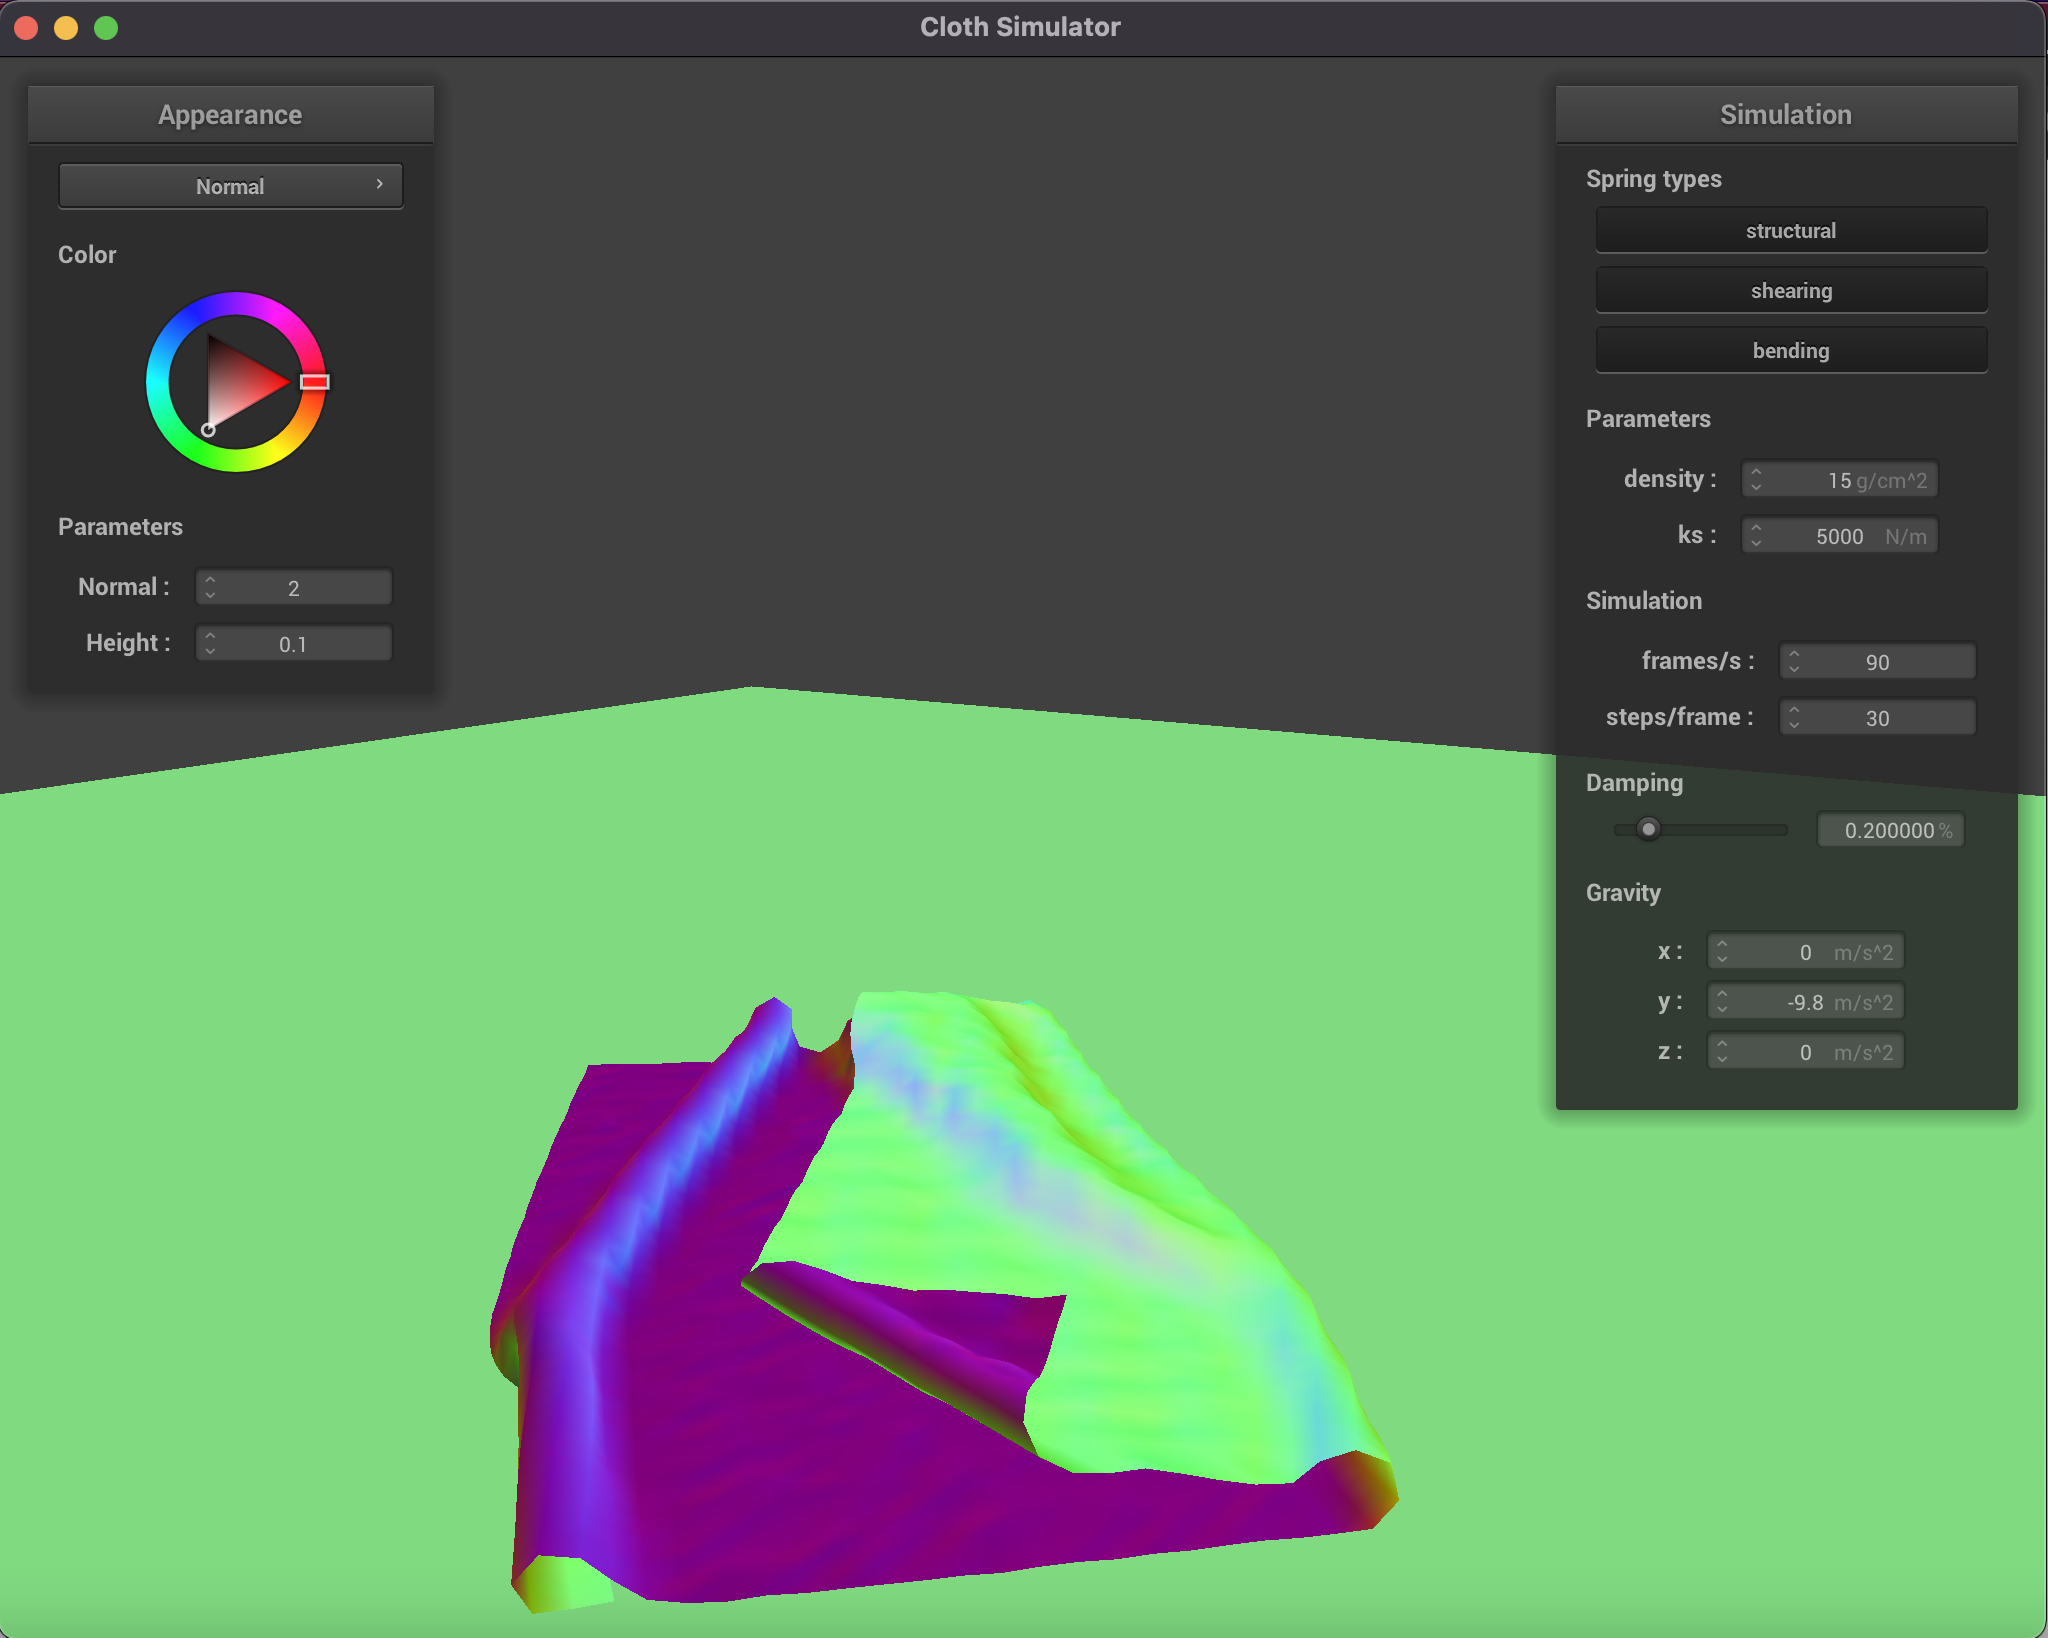 Cloth Simulator
Appearance
Normal
Color
Parameters
Normal : 2
Height : 0.1
Simulation
Spring types
structural
shearing
bending
Parameters
density : 15 g/cm^2
ks : 5000 N/m
Simulation
frames/s : 90
steps/frame : 30
Damping
0.200000 %
Gravity
x : 0 m/s^2
y : -9.8 m/s^2
z : 0 m/s^2